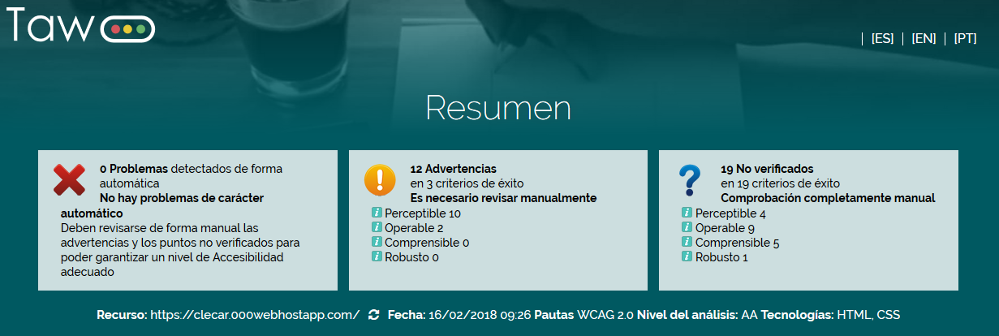 Taw
[ES] | [EN] | [PT]
Resumen
0 Problemas detectados de forma
automática
No hay problemas de carácter
automático
Deben revisarse de forma manual las
advertencias y los puntos no verificados para
poder garantizar un nivel de Accesibilidad
adecuado
12 Advertencias
en 3 criterios de éxito
Es necesario revisar manualmente
Perceptible 10
Operable 2
Comprensible 0
Robusto 0
19 No verificados
en 19 criterios de éxito
Comprobación completamente manual
Perceptible 4
Operable 9
Comprensible 5
Robusto 1
Recurso: https://clecar.000webhostapp.com/ Fecha: 16/02/2018 09:26 Pautas WCAG 2.0 Nivel del análisis: AA Tecnologías: HTML, CSS